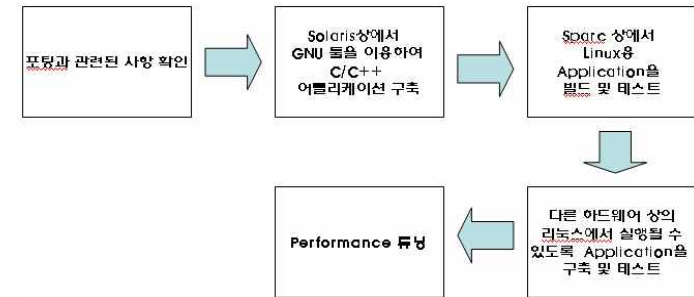 포팅과 관련된 사항 확인
Solaris상에서
GNU 툴을 이용하여
C/C++
어플리케이션 구축
Sparc 상에서
Linux용
Application을
빌드 및 테스트
다른 하드웨어 상의
리눅스에서 실행될 수
있도록 Application을
구축 및 테스트
Performance 튜닝